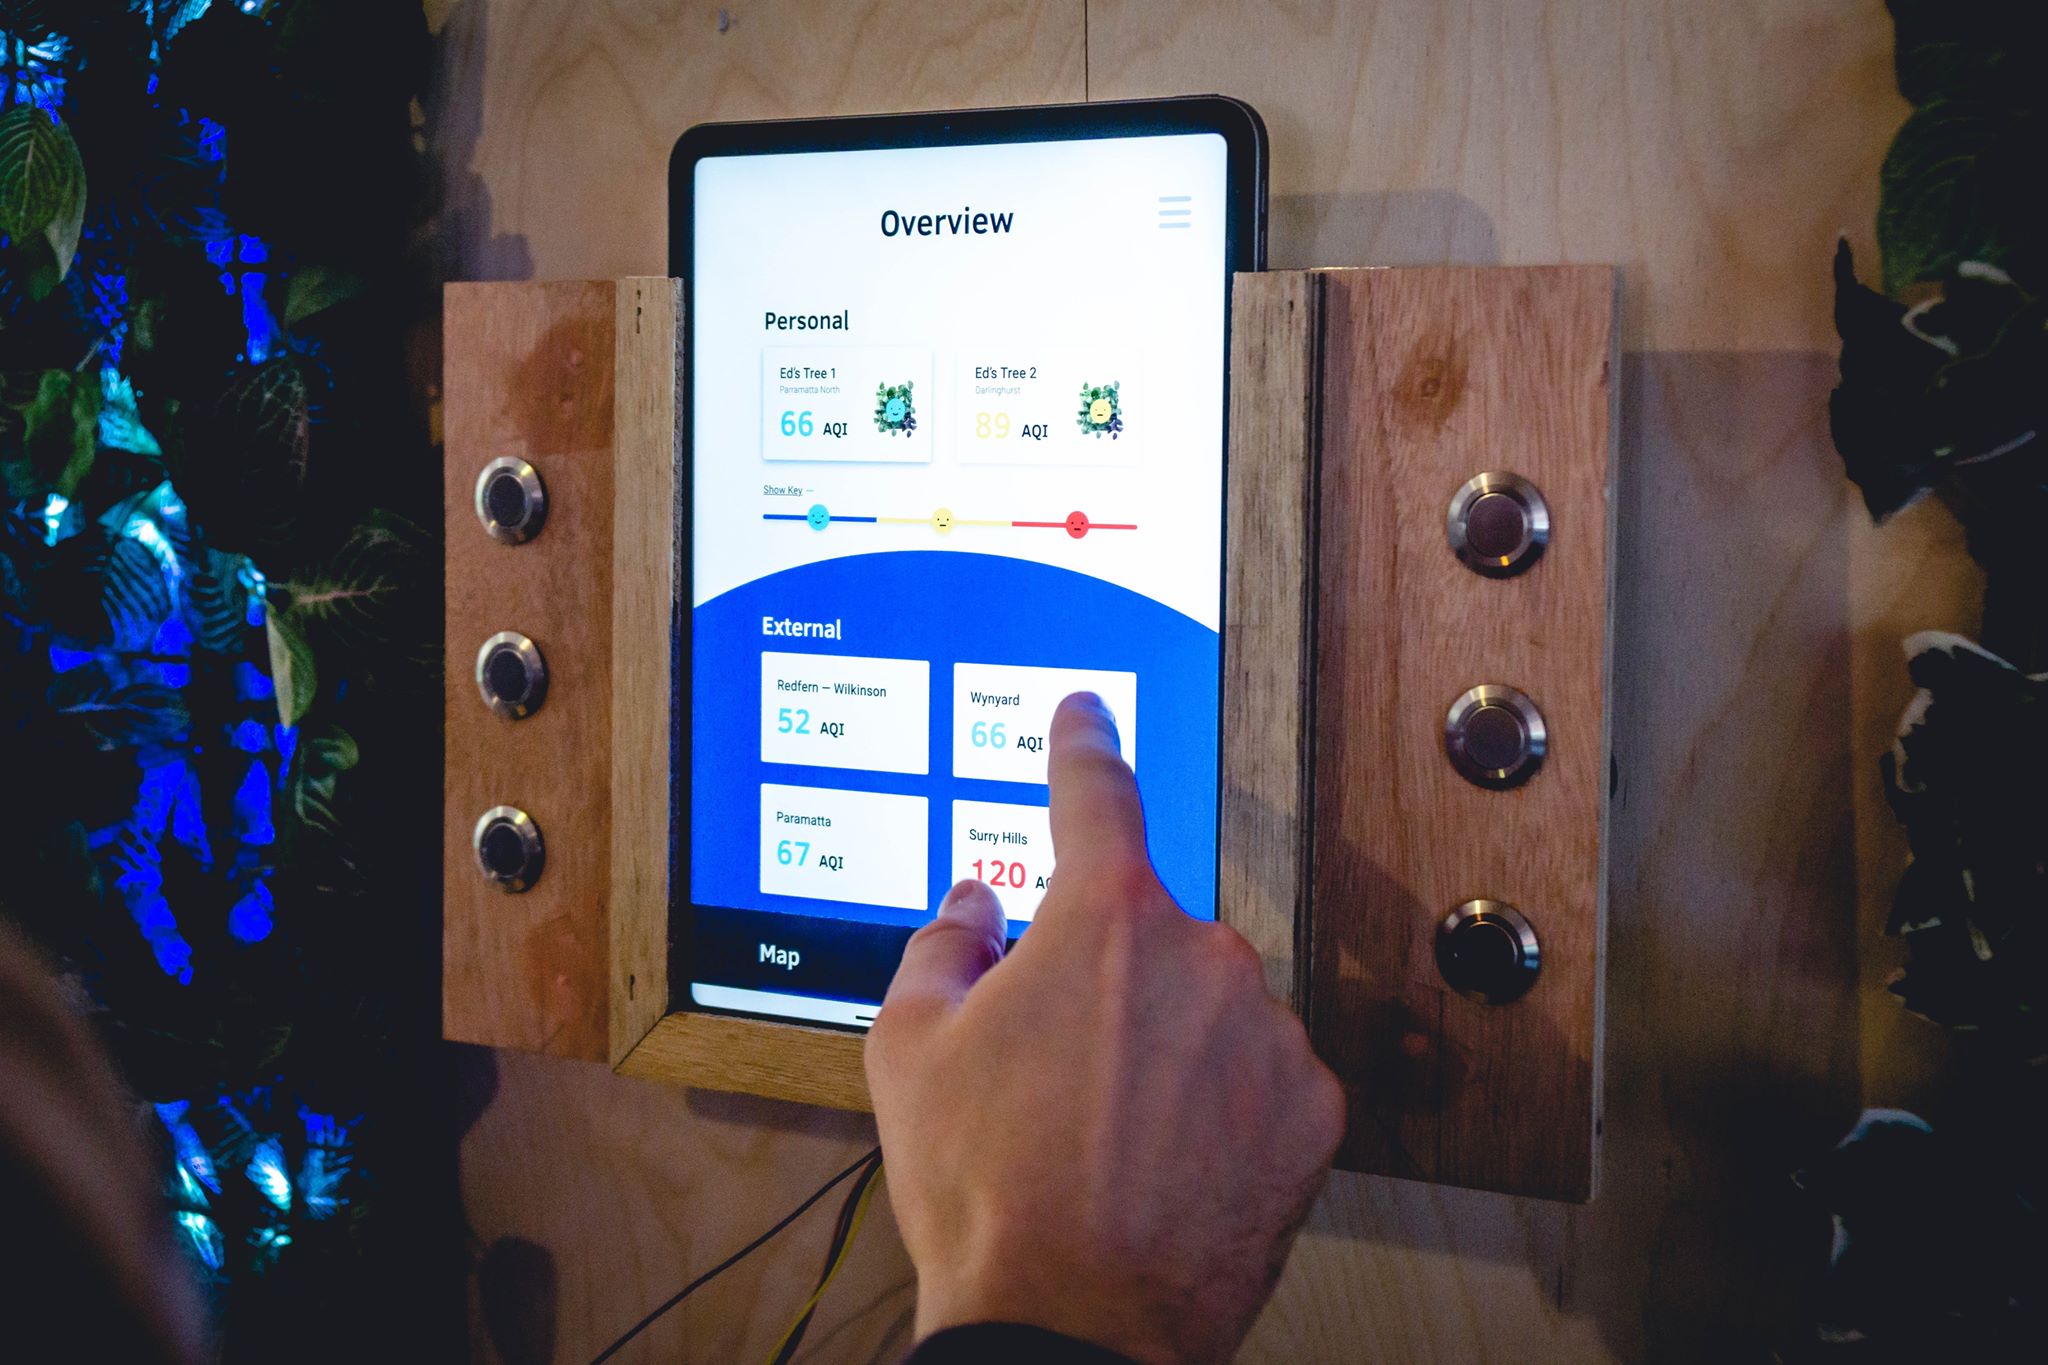 Overview
Personal
Ed's Tree 1
Parramatta North
66 AQI
Ed's Tree 2
Darlinghurst
89 AQI
Show Key —
External
Redfern — Wilkinson
52 AQI
Wynyard
66 AQI
Paramatta
67 AQI
Surry Hills
120
Map